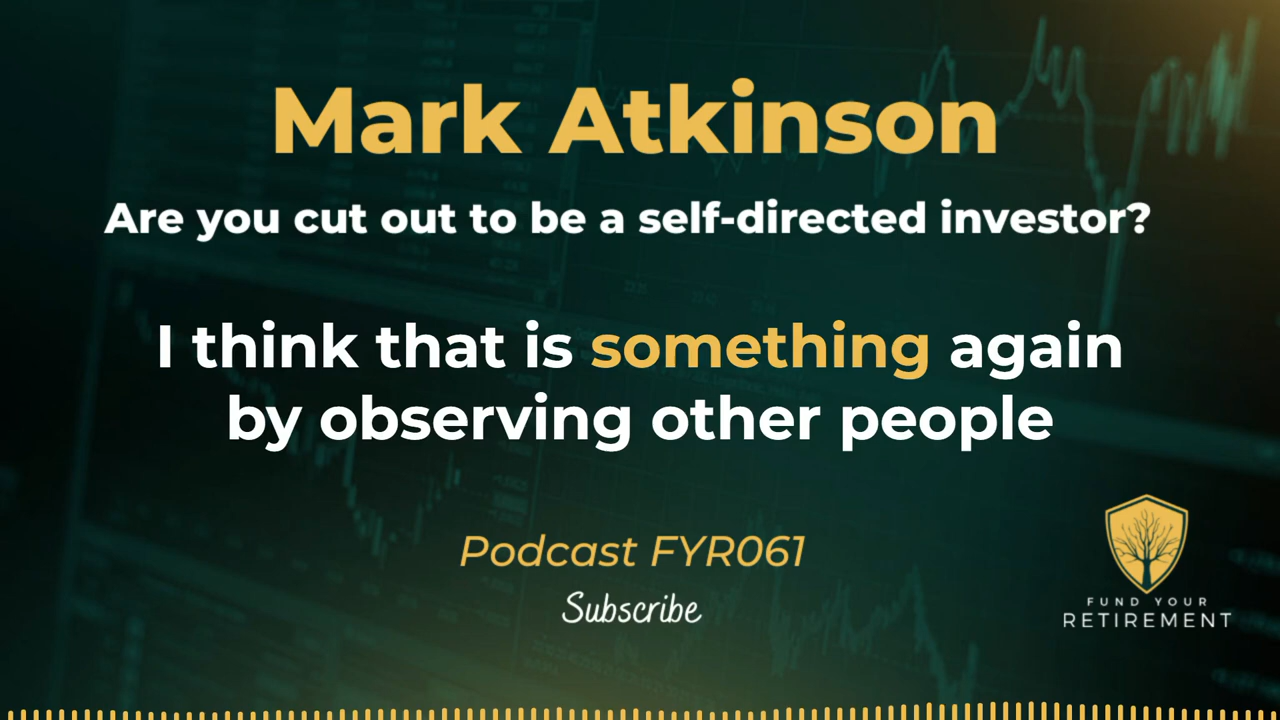 Mark Atkinson
Are you cut out to be a self-directed investor?
I think that is something again
by observing other people
Podcast FYR061
Subscribe
FUND YOUR
RETIREMENT